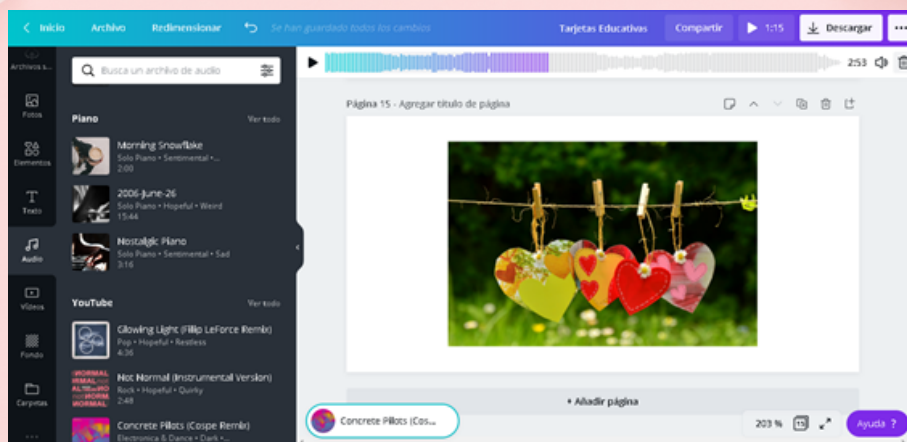 Inicio Archivo Redimensionar Se han guardado todos los cambios Tarjetas Educativas Compartir 1:15 Descargar
Archivos s...
Fotos
Elementos
Texto
Audio
Vídeos
Fondo
Carpetas
Busca un archivo de audio
Piano Ver todo
Morning Snowflake
Solo Piano • Sentimental •...
2:00
2006-June-26
Solo Piano • Hopeful • Weird
15:44
Nostalgic Piano
Solo Piano • Sentimental • Sad
3:16
YouTube Ver todo
Glowing Light (Fillip LeForce Remix)
Pop • Hopeful • Restless
4:36
Not Normal (Instrumental Version)
Rock • Hopeful • Quirky
2:48
Concrete Pillots (Cospe Remix)
Electronica & Dance • Dark •...
2:53
Página 15 - Agregar título de página
+ Añadir página
Concrete Pillots (Cos...
203 %
15
Ayuda ?